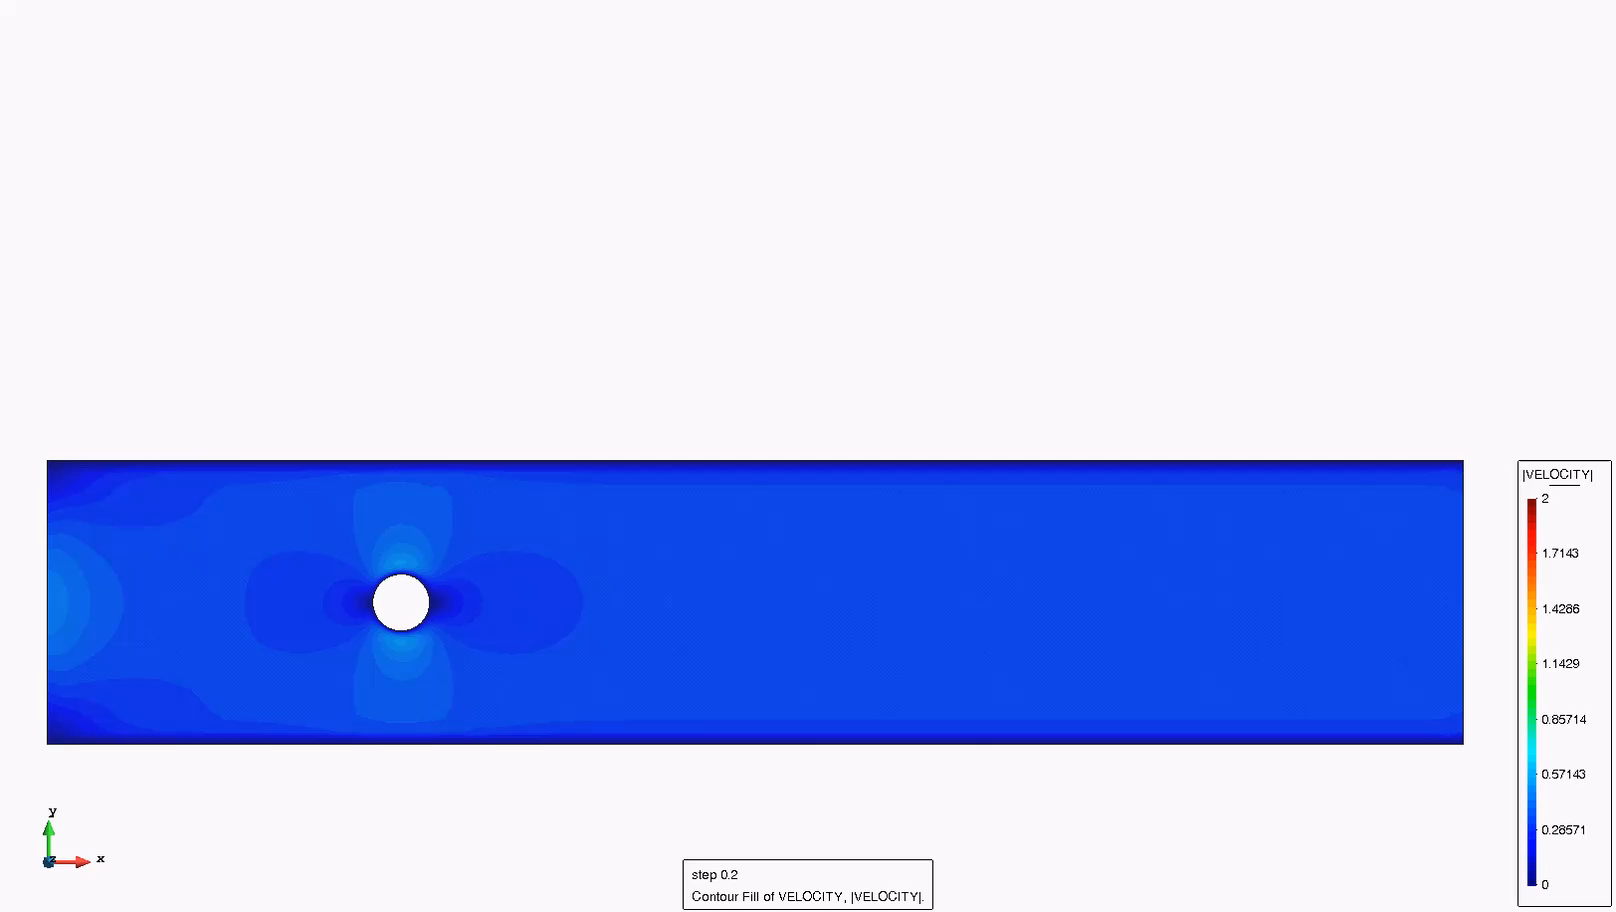 |VELOCITY|
2
1.7143
1.4286
1.1429
0.85714
0.57143
0.28571
0
y
z
x
step 0.2
Contour Fill of VELOCITY, |VELOCITY|.